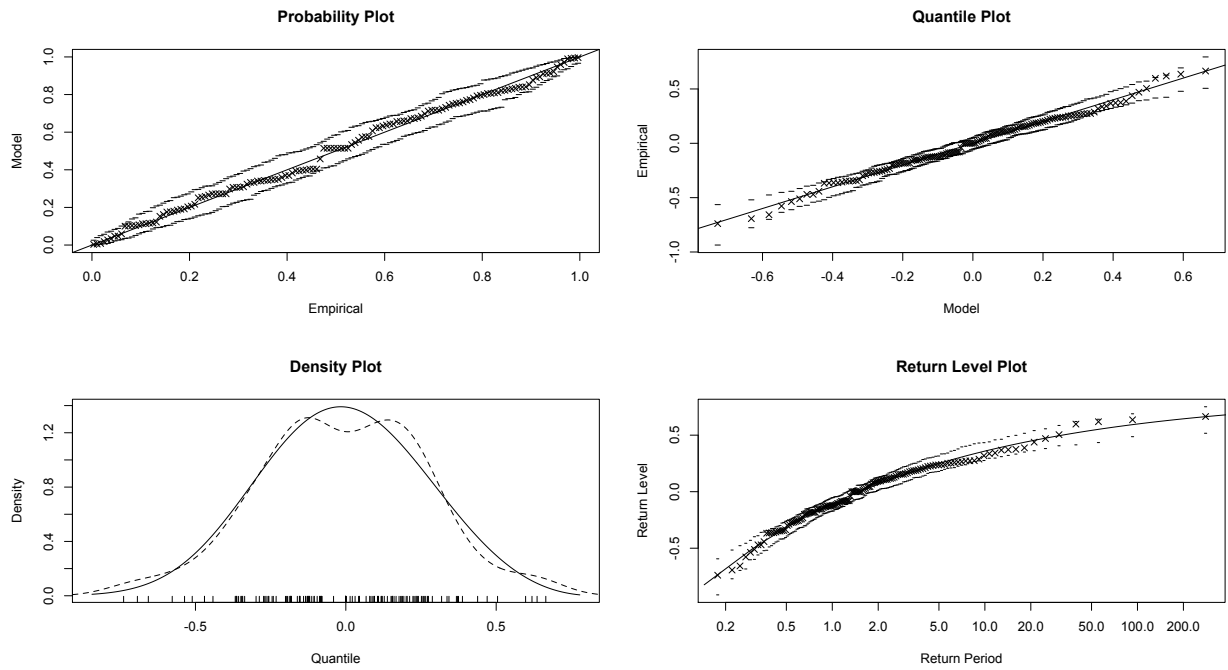 Probability Plot
Model
0.0 0.2 0.4 0.6 0.8 1.0
0.0 0.2 0.4 0.6 0.8 1.0
Empirical
Quantile Plot
Empirical
-1.0 -0.5 0.0 0.5
-0.6 -0.4 -0.2 0.0 0.2 0.4 0.6
Model
Density Plot
Density
0.0 0.4 0.8 1.2
-0.5 0.0 0.5
Quantile
Return Level Plot
Return Level
-0.5 0.0 0.5
0.2 0.5 1.0 2.0 5.0 10.0 20.0 50.0 100.0 200.0
Return Period